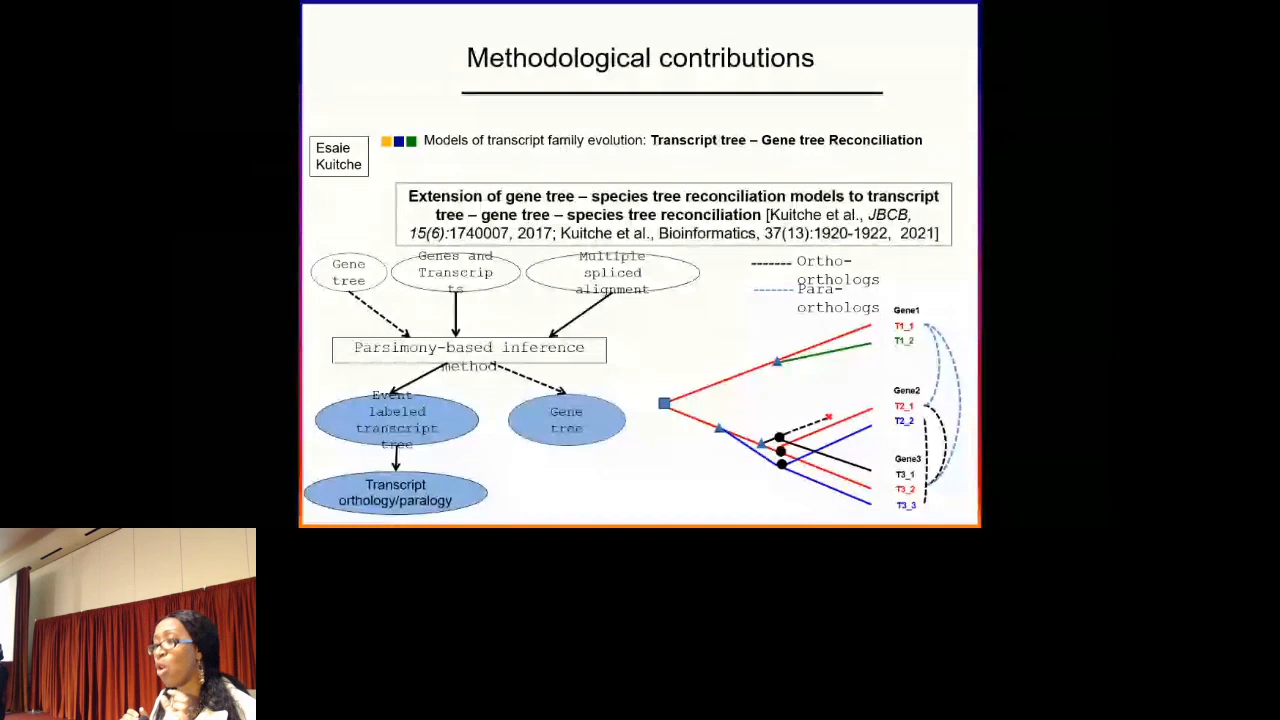 Methodological contributions
Esaie
Kuitche
Models of transcript family evolution: Transcript tree – Gene tree Reconciliation
Extension of gene tree – species tree reconciliation models to transcript
tree – gene tree – species tree reconciliation [Kuitche et al., JBCB,
15(6):1740007, 2017; Kuitche et al., Bioinformatics, 37(13):1920-1922, 2021]
Gene
tree
Genes and
Transcrip
ts
Multiple
spliced
alignment
Ortho-
orthologs
Para-
orthologs
Parsimony-based inference
method
Event-
labeled
transcript
tree
Gene
tree
Transcript
orthology/paralogy
Gene1
T1_1
T1_2
Gene2
T2_1
T2_2
Gene3
T3_1
T3_2
T3_3